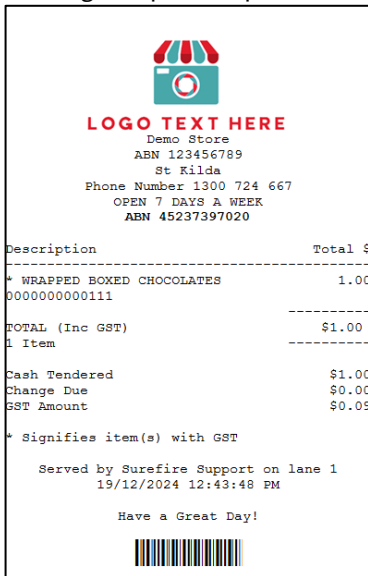 LOGO TEXT HERE
Demo Store
ABN 123456789
St Kilda
Phone Number 1300 724 667
OPEN 7 DAYS A WEEK
ABN 45237397020
Description Total $
* WRAPPED BOXED CHOCOLATES 1.00
0000000000111
TOTAL (Inc GST) $1.00
1 Item
Cash Tendered $1.00
Change Due $0.00
GST Amount $0.09
* Signifies item(s) with GST
Served by Surefire Support on lane 1
19/12/2024 12:43:48 PM
Have a Great Day!